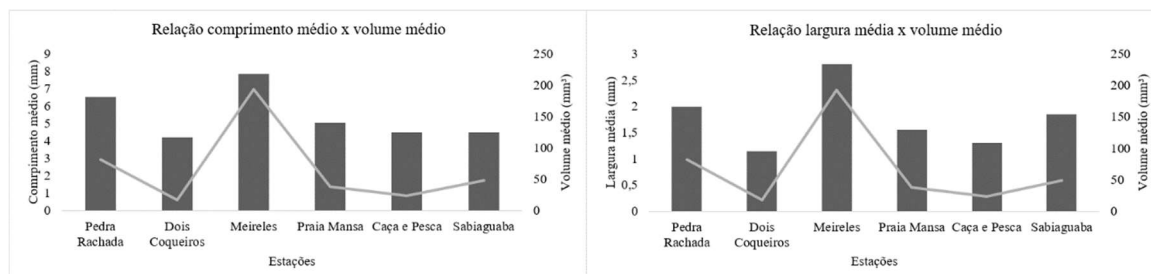 Relação comprimento médio x volume médio
Comprimento médio (mm)
9
8
7
6
5
4
3
2
1
0
250
200
150
100
50
0
Volume médio (mm³)
Pedra
Rachada
Dois
Coqueiros
Meireles
Praia Mansa
Caça e Pesca
Sabiaguaba
Estações
Relação largura média x volume médio
Largura média (mm)
3
2,5
2
1,5
1
0,5
0
250
200
150
100
50
0
Volume médio (mm³)
Pedra
Rachada
Dois
Coqueiros
Meireles
Praia Mansa
Caça e Pesca
Sabiaguaba
Estações